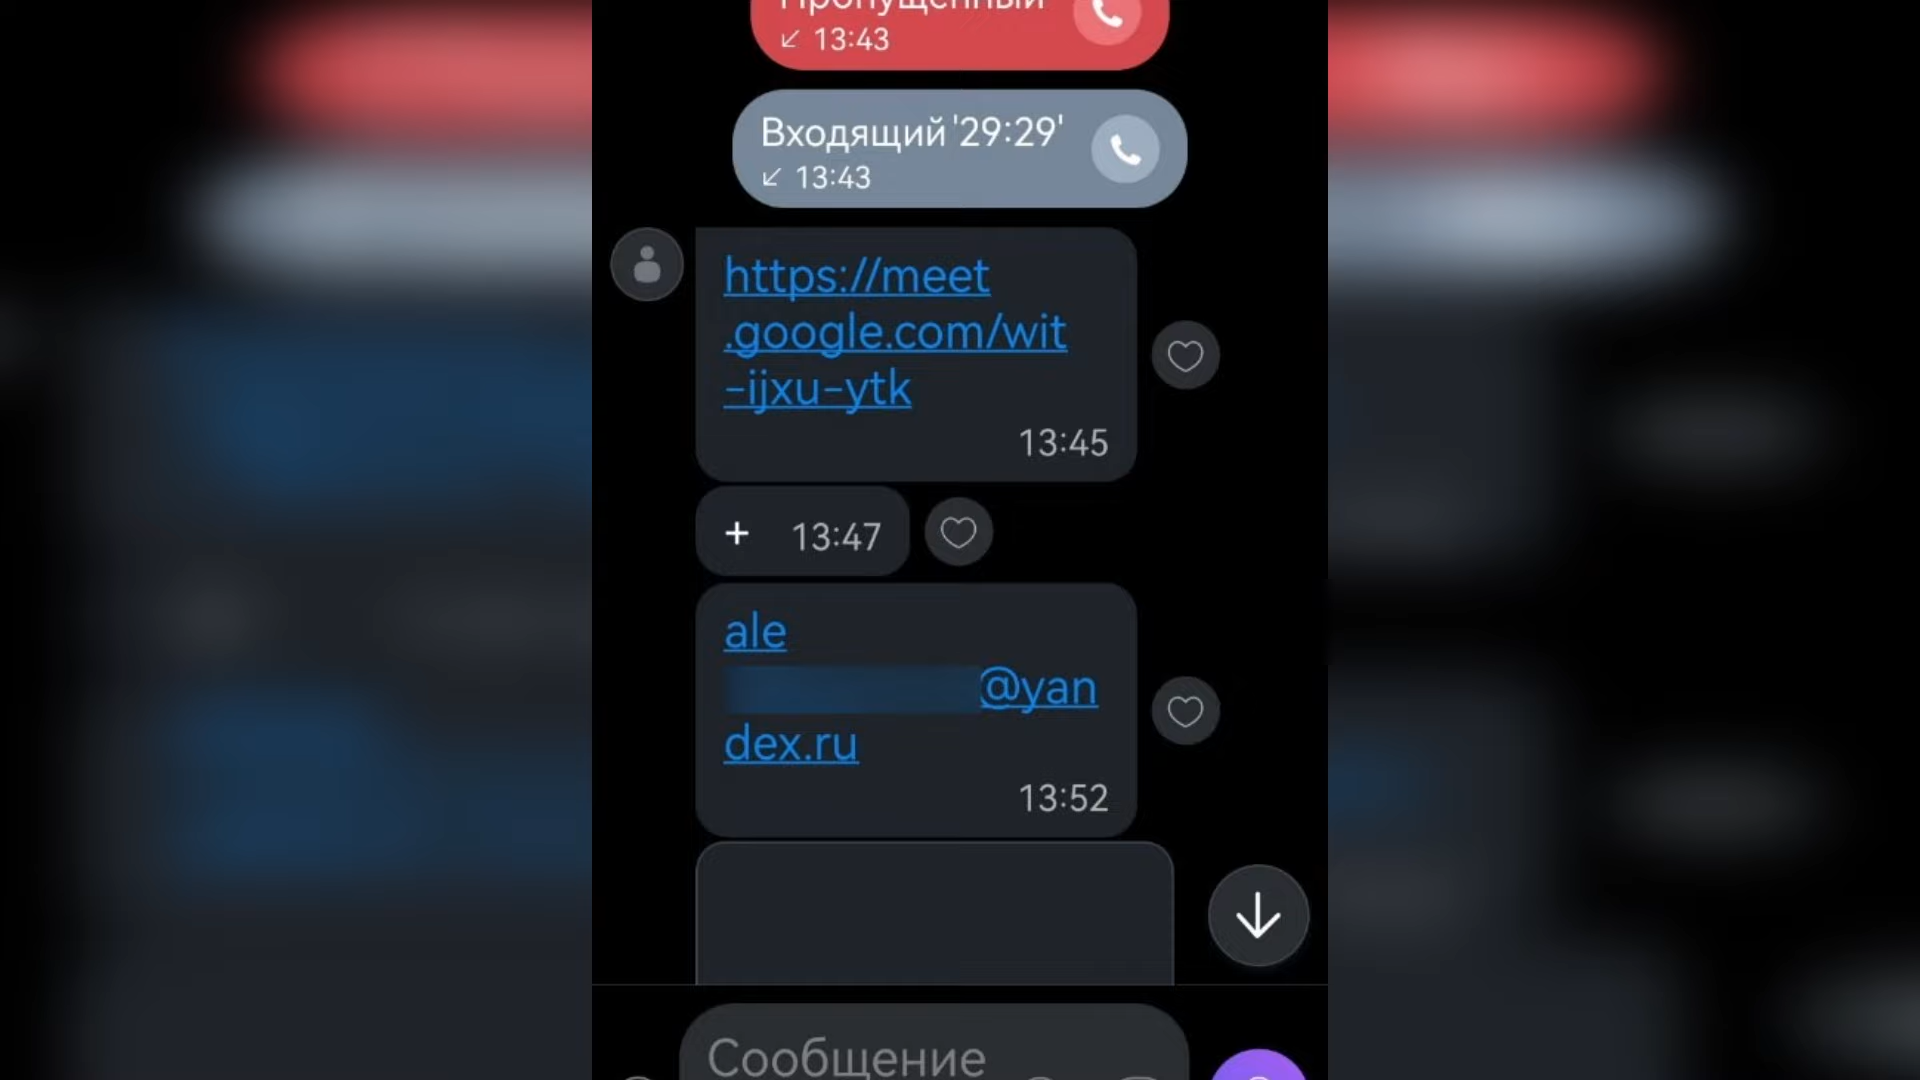 Пропущенный
↙ 13:43
Входящий '29:29'
↙ 13:43
https://meet
.google.com/wit
-ijxu-ytk
13:45
+ 13:47
ale
@yan
dex.ru
13:52
Сообщение